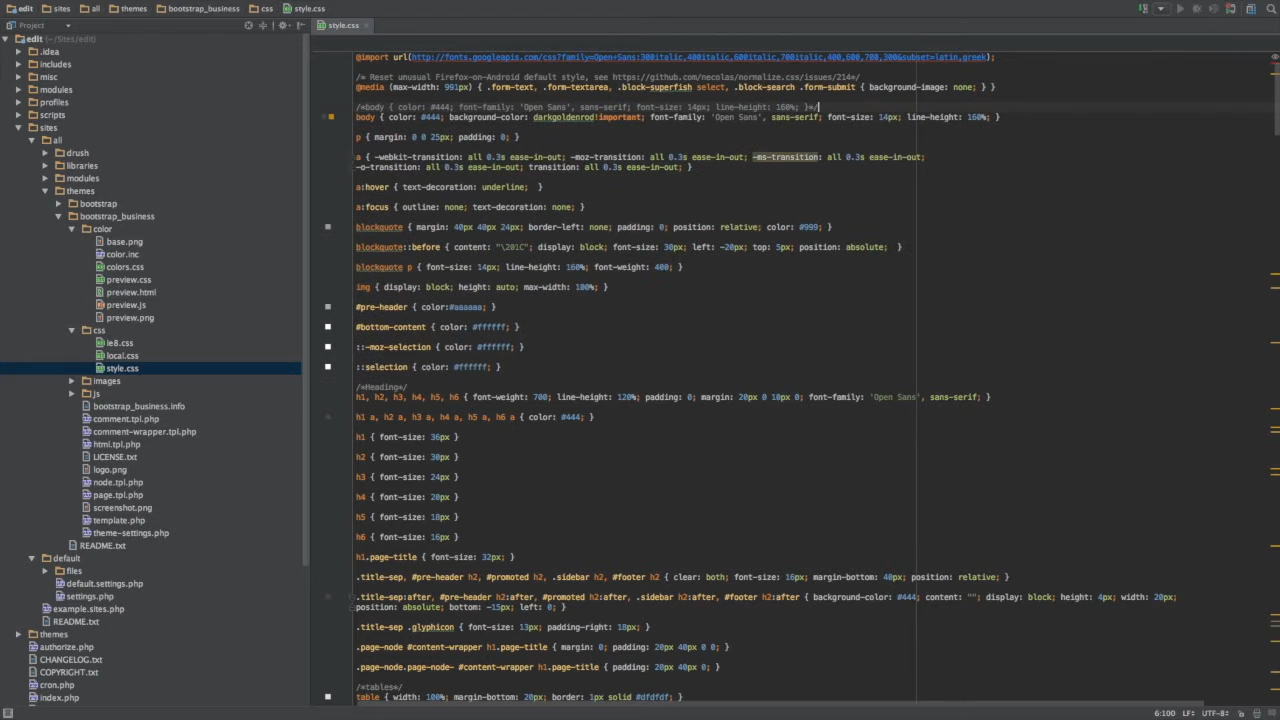 edit sites all themes bootstrap_business css style.css
Project
style.css
edit (~/Sites/edit)
.idea
includes
misc
modules
profiles
scripts
sites
all
drush
libraries
modules
themes
bootstrap
bootstrap_business
color
base.png
color.inc
colors.css
preview.css
preview.html
preview.js
preview.png
css
ie8.css
local.css
style.css
images
js
bootstrap_business.info
comment.tpl.php
comment-wrapper.tpl.php
html.tpl.php
LICENSE.txt
logo.png
node.tpl.php
page.tpl.php
screenshot.png
template.php
theme-settings.php
README.txt
default
files
default.settings.php
settings.php
example.sites.php
README.txt
themes
authorize.php
CHANGELOG.txt
COPYRIGHT.txt
cron.php
index.php
@import url(http://fonts.googleapis.com/css?family=Open+Sans:300italic,400italic,600italic,700italic,400,600,700,300&subset=latin,greek);
/* Reset unusual Firefox-on-Android default style, see https://github.com/necolas/normalize.css/issues/214*/
@media (max-width: 991px) { .form-text, .form-textarea, .block-superfish select, .block-search .form-submit { background-image: none; } }
/*body { color: #444; font-family: 'Open Sans', sans-serif; font-size: 14px; line-height: 160%; }*/
body { color: #444; background-color: darkgoldenrod!important; font-family: 'Open Sans', sans-serif; font-size: 14px; line-height: 160%; }
p { margin: 0 0 25px; padding: 0; }
a { -webkit-transition: all 0.3s ease-in-out; -moz-transition: all 0.3s ease-in-out; -ms-transition: all 0.3s ease-in-out;
-o-transition: all 0.3s ease-in-out; transition: all 0.3s ease-in-out; }
a:hover { text-decoration: underline;  }
a:focus { outline: none; text-decoration: none; }
blockquote { margin: 40px 40px 24px; border-left: none; padding: 0; position: relative; color: #999; }
blockquote::before { content: "\201C"; display: block; font-size: 30px; left: -20px; top: 5px; position: absolute;  }
blockquote p { font-size: 14px; line-height: 160%; font-weight: 400; }
img { display: block; height: auto; max-width: 100%; }
#pre-header { color:#aaaaaa; }
#bottom-content { color: #ffffff; }
::-moz-selection { color: #ffffff; }
::selection { color: #ffffff; }
/*Heading*/
h1, h2, h3, h4, h5, h6 { font-weight: 700; line-height: 120%; padding: 0; margin: 20px 0 10px 0; font-family: 'Open Sans', sans-serif; }
h1 a, h2 a, h3 a, h4 a, h5 a, h6 a { color: #444; }
h1 { font-size: 36px }
h2 { font-size: 30px }
h3 { font-size: 24px }
h4 { font-size: 20px }
h5 { font-size: 18px }
h6 { font-size: 16px }
h1.page-title { font-size: 32px; }
.title-sep, #pre-header h2, #promoted h2, .sidebar h2, #footer h2 { clear: both; font-size: 16px; margin-bottom: 40px; position: relative; }
.title-sep:after, #pre-header h2:after, #promoted h2:after, .sidebar h2:after, #footer h2:after { background-color: #444; content: ""; display: block; height: 4px; width: 20px;
position: absolute; bottom: -15px; left: 0; }
.title-sep .glyphicon { font-size: 13px; padding-right: 18px; }
.page-node #content-wrapper h1.page-title { margin: 0; padding: 20px 40px 0 0; }
.page-node.page-node- #content-wrapper h1.page-title { padding: 20px 40px 0; }
/*tables*/
table { width: 100%; margin-bottom: 20px; border: 1px solid #dfdfdf; }
6:100 LF UTF-8